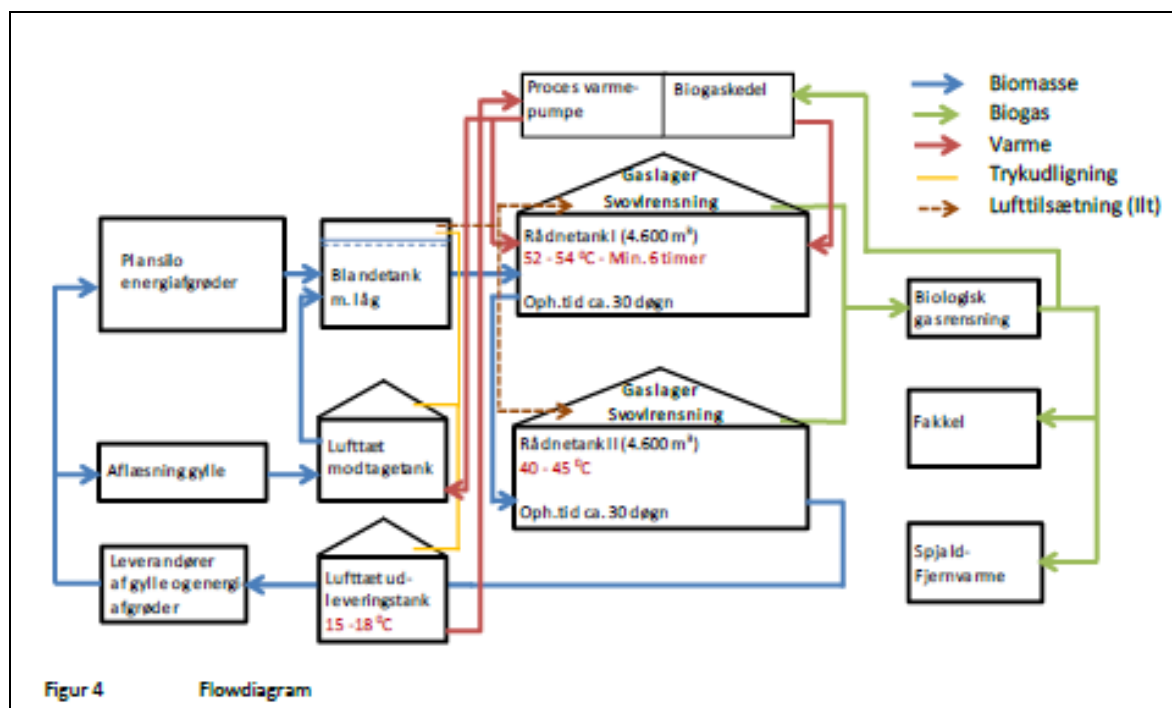 Proces varme-
pumpe
Biogaskedel
Biomasse
Biogas
Varme
Trykudligning
Lufttilsætning (Ilt)
Gaslager
Svovlrensning
Rådnetank I (4.600 m³)
52 - 54 ⁰C - Min. 6 timer
Oph.tid ca. 30 døgn
Plansilo
energiafgrøder
Blandetank
m. låg
Biologisk
gasrensning
Gaslager
Svovlrensning
Rådnetank II (4.600 m³)
40 - 45 ⁰C
Oph.tid ca. 30 døgn
Aflæsning gylle
Lufttæt
modtagetank
Fakkel
Leverandører
af gylle og energi-
afgrøder
Lufttæt ud-
leveringstank
15 -18 ⁰C
Spjald-
Fjernvarme
Figur 4 Flowdiagram